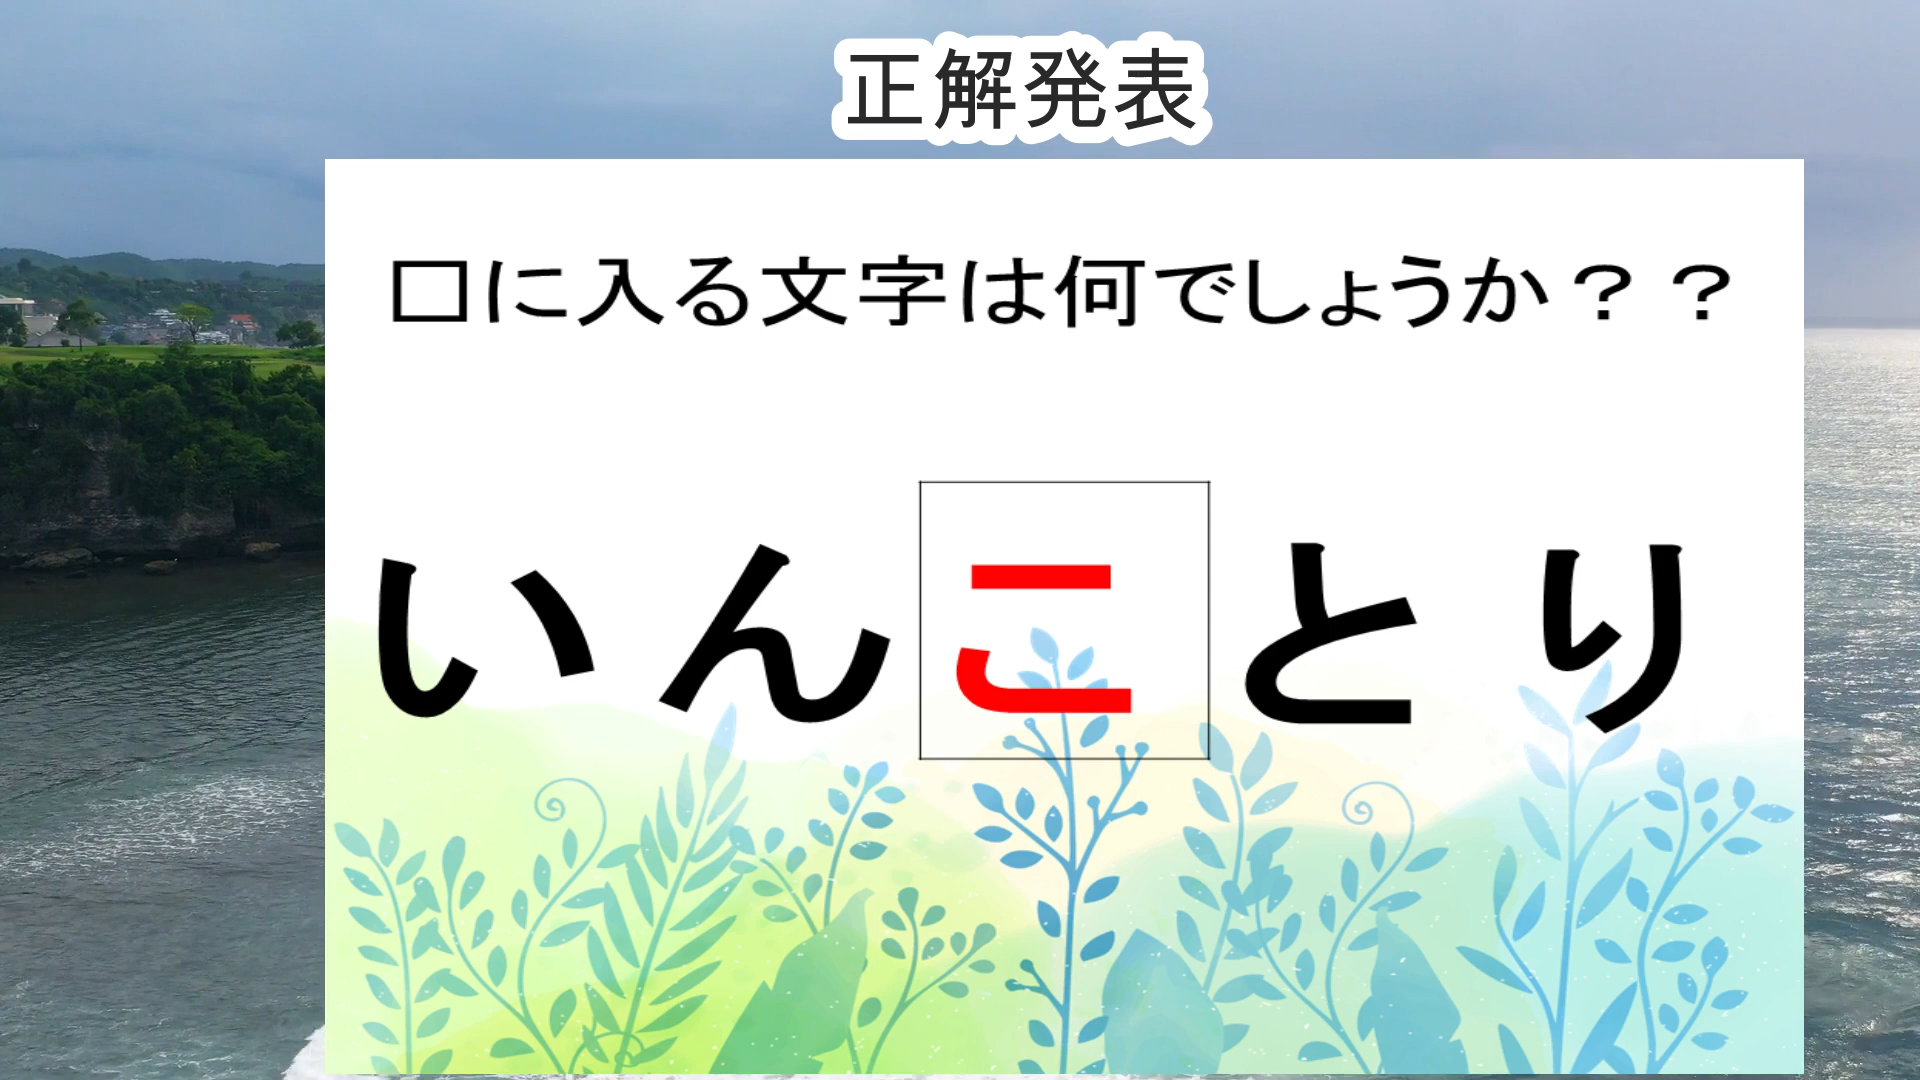 正解発表
□に入る文字は何でしょうか？？
いんことり